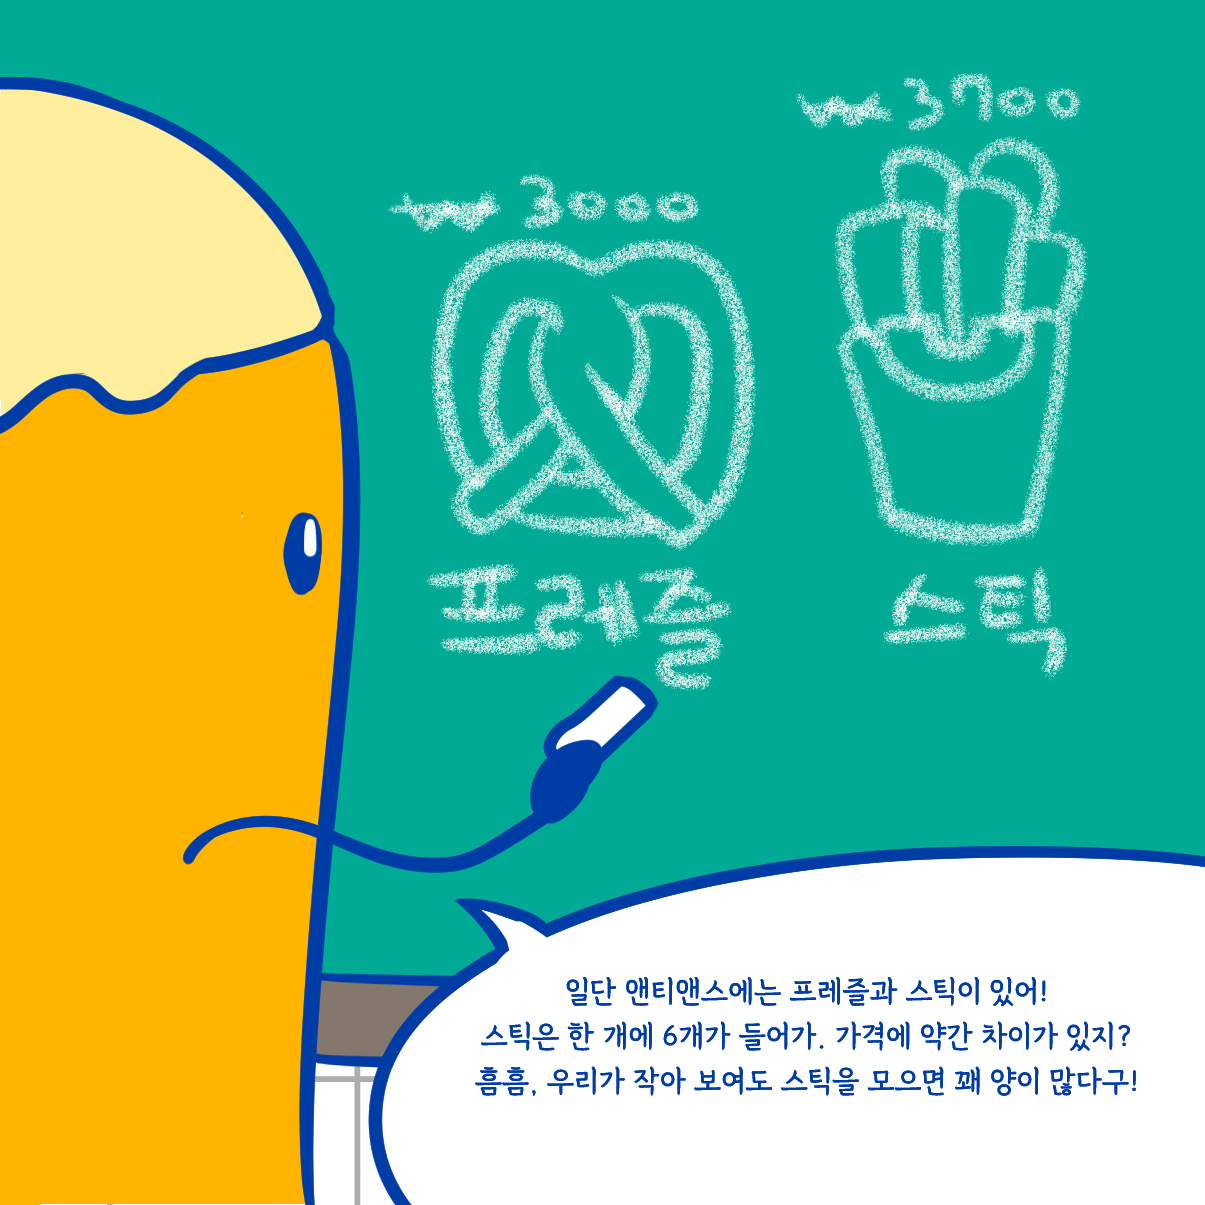 ₩3700
₩3000
프레즐
스틱
일단 앤티앤스에는 프레즐과 스틱이 있어!
스틱은 한 개에 6개가 들어가. 가격에 약간 차이가 있지?
흠흠, 우리가 작아 보여도 스틱을 모으면 꽤 양이 많다구!